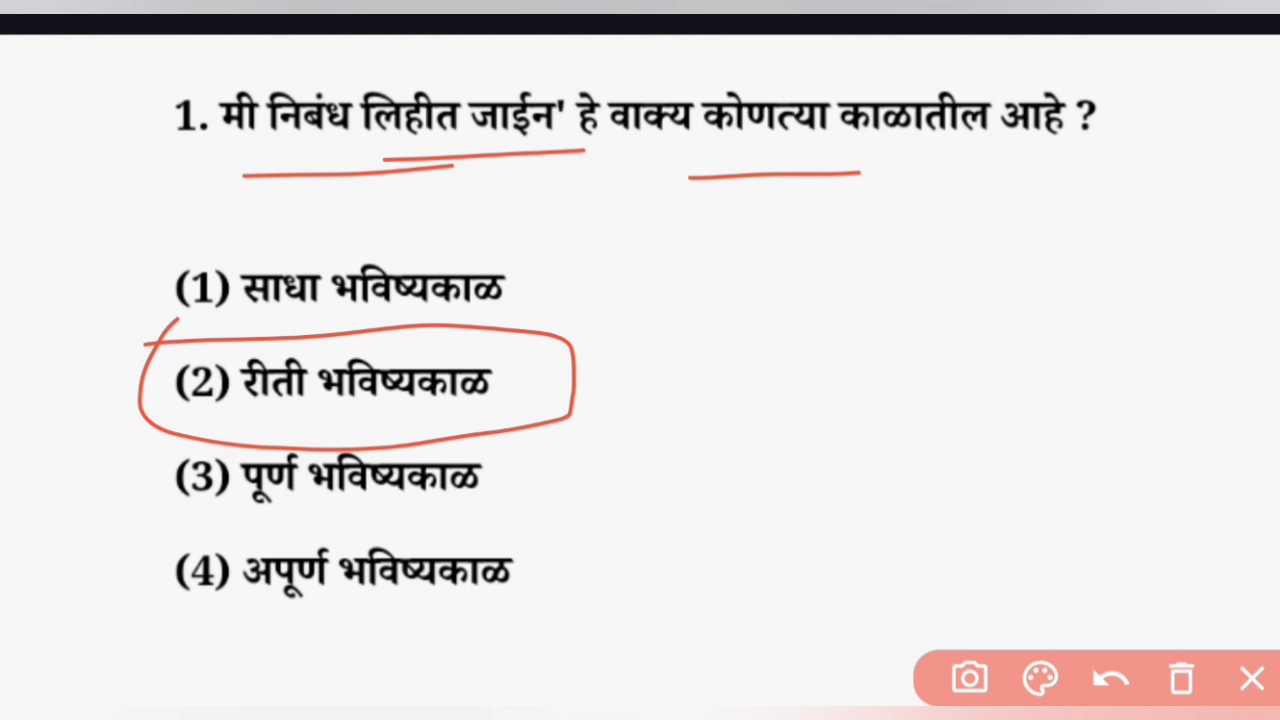 1. मी निबंध लिहीत जाईन' हे वाक्य कोणत्या काळातील आहे ?
(1) साधा भविष्यकाळ
(2) रीती भविष्यकाळ
(3) पूर्ण भविष्यकाळ
(4) अपूर्ण भविष्यकाळ